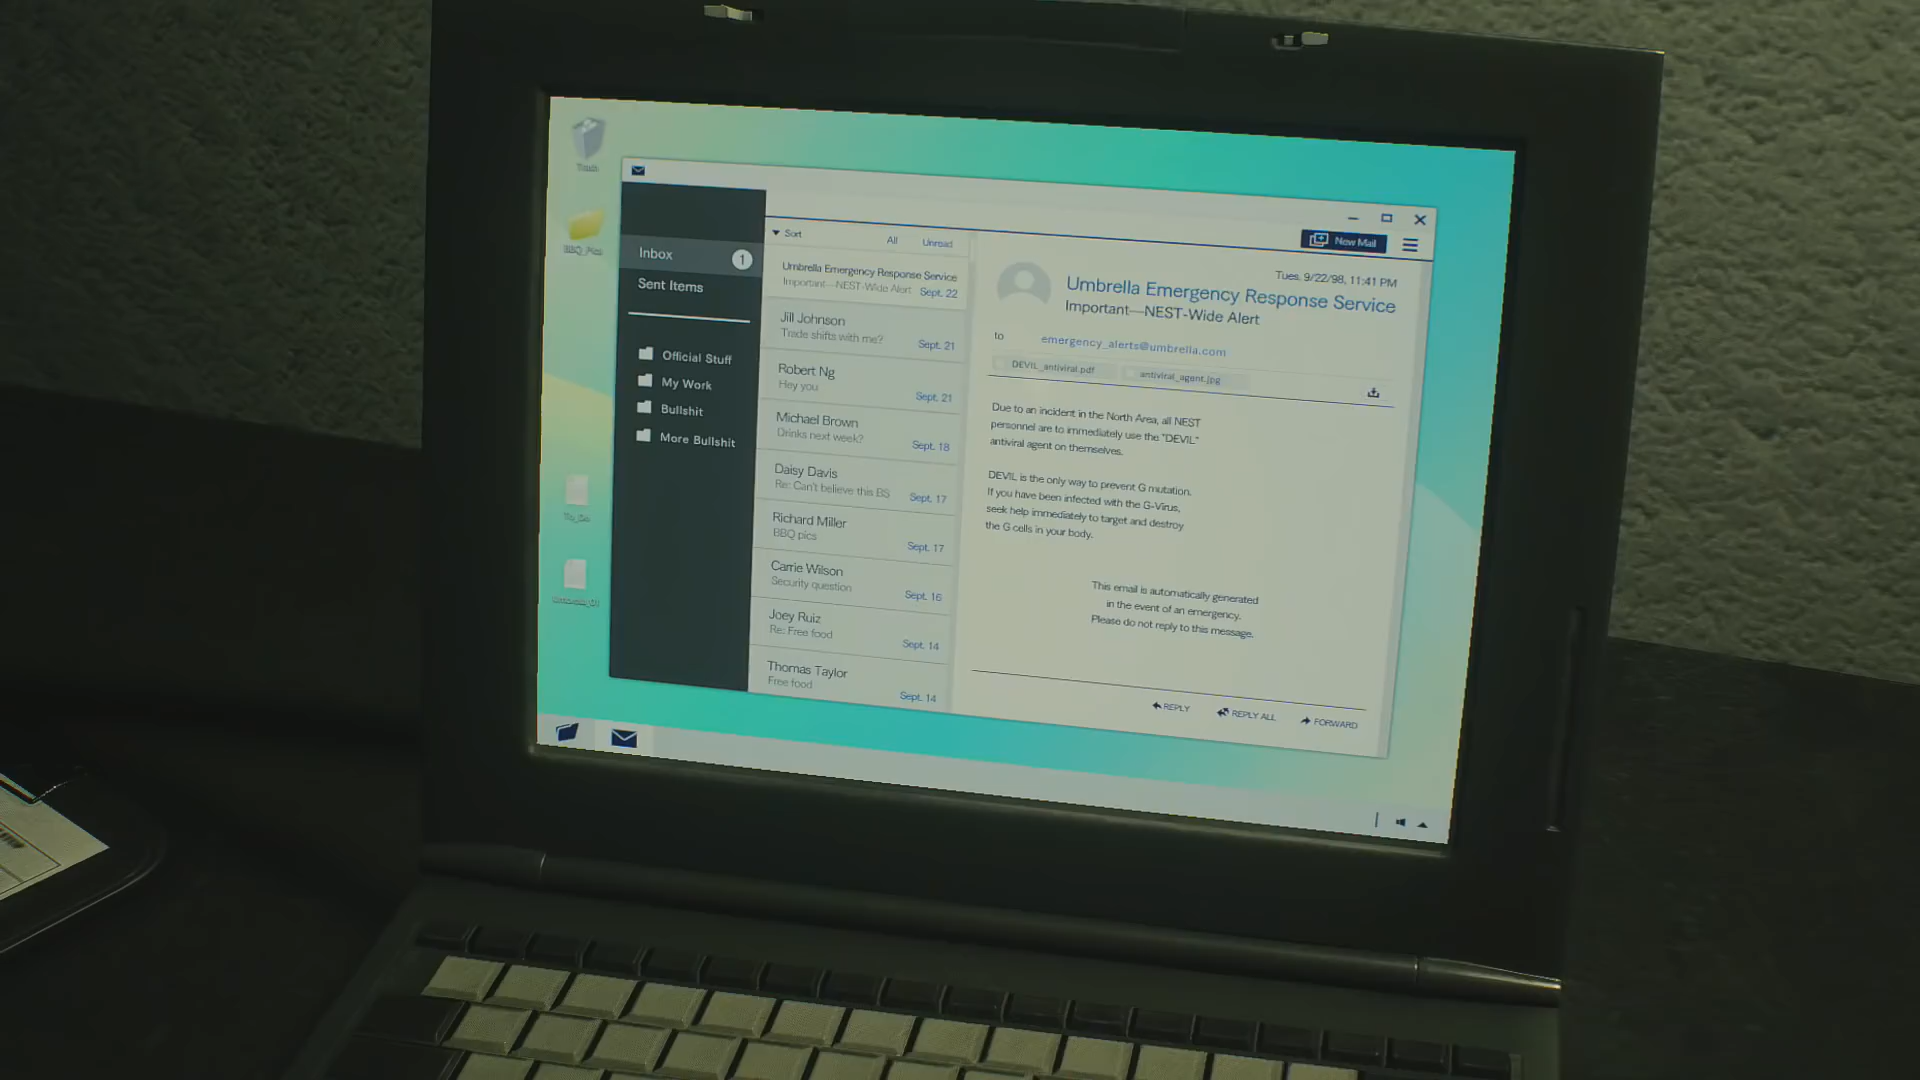 Trash
BBQ_Pics
Inbox
1
Sent Items
Official Stuff
My Work
Bullshit
More Bullshit
Sort
All
Unread
Umbrella Emergency Response Service
Important—NEST-Wide Alert
Sept. 22
Jill Johnson
Trade shifts with me?
Sept. 21
Robert Ng
Hey you
Sept. 21
Michael Brown
Drinks next week?
Sept. 18
Daisy Davis
Re: Can't believe this BS
Sept. 17
Richard Miller
BBQ pics
Sept. 17
Carrie Wilson
Security question
Sept. 16
Joey Ruiz
Re: Free food
Sept. 14
Thomas Taylor
Free food
Sept. 14
New Mail
Tues. 9/22/98, 11:41 PM
Umbrella Emergency Response Service
Important—NEST-Wide Alert
to emergency_alerts@umbrella.com
DEVIL_antiviral.pdf
antiviral_agent.jpg
Due to an incident in the North Area, all NEST
personnel are to immediately use the "DEVIL"
antiviral agent on themselves.
DEVIL is the only way to prevent G mutation.
If you have been infected with the G-Virus,
seek help immediately to target and destroy
the G cells in your body.
This email is automatically generated
in the event of an emergency.
Please do not reply to this message.
REPLY
REPLY ALL
FORWARD